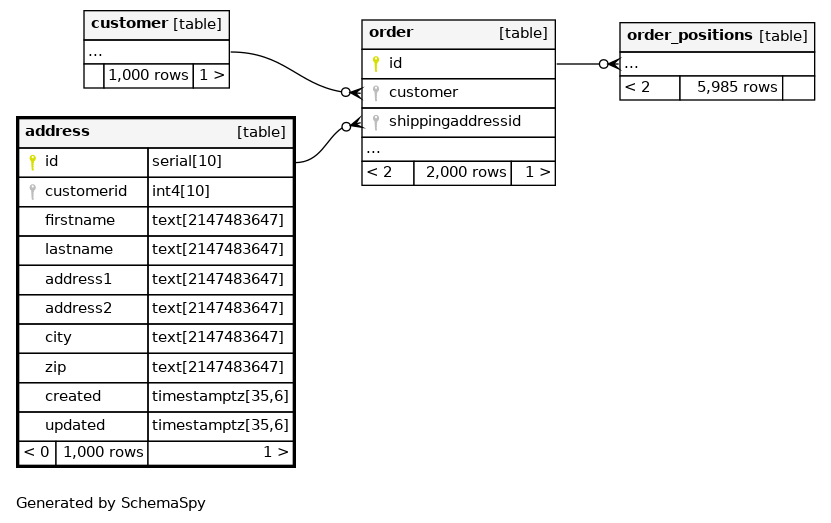 customer [table]
...
1,000 rows 1 >
order [table]
id
customer
shippingaddressid
...
< 2 2,000 rows 1 >
order_positions [table]
...
< 2 5,985 rows
address [table]
id serial[10]
customerid int4[10]
firstname text[2147483647]
lastname text[2147483647]
address1 text[2147483647]
address2 text[2147483647]
city text[2147483647]
zip text[2147483647]
created timestamptz[35,6]
updated timestamptz[35,6]
< 0 1,000 rows 1 >
Generated by SchemaSpy